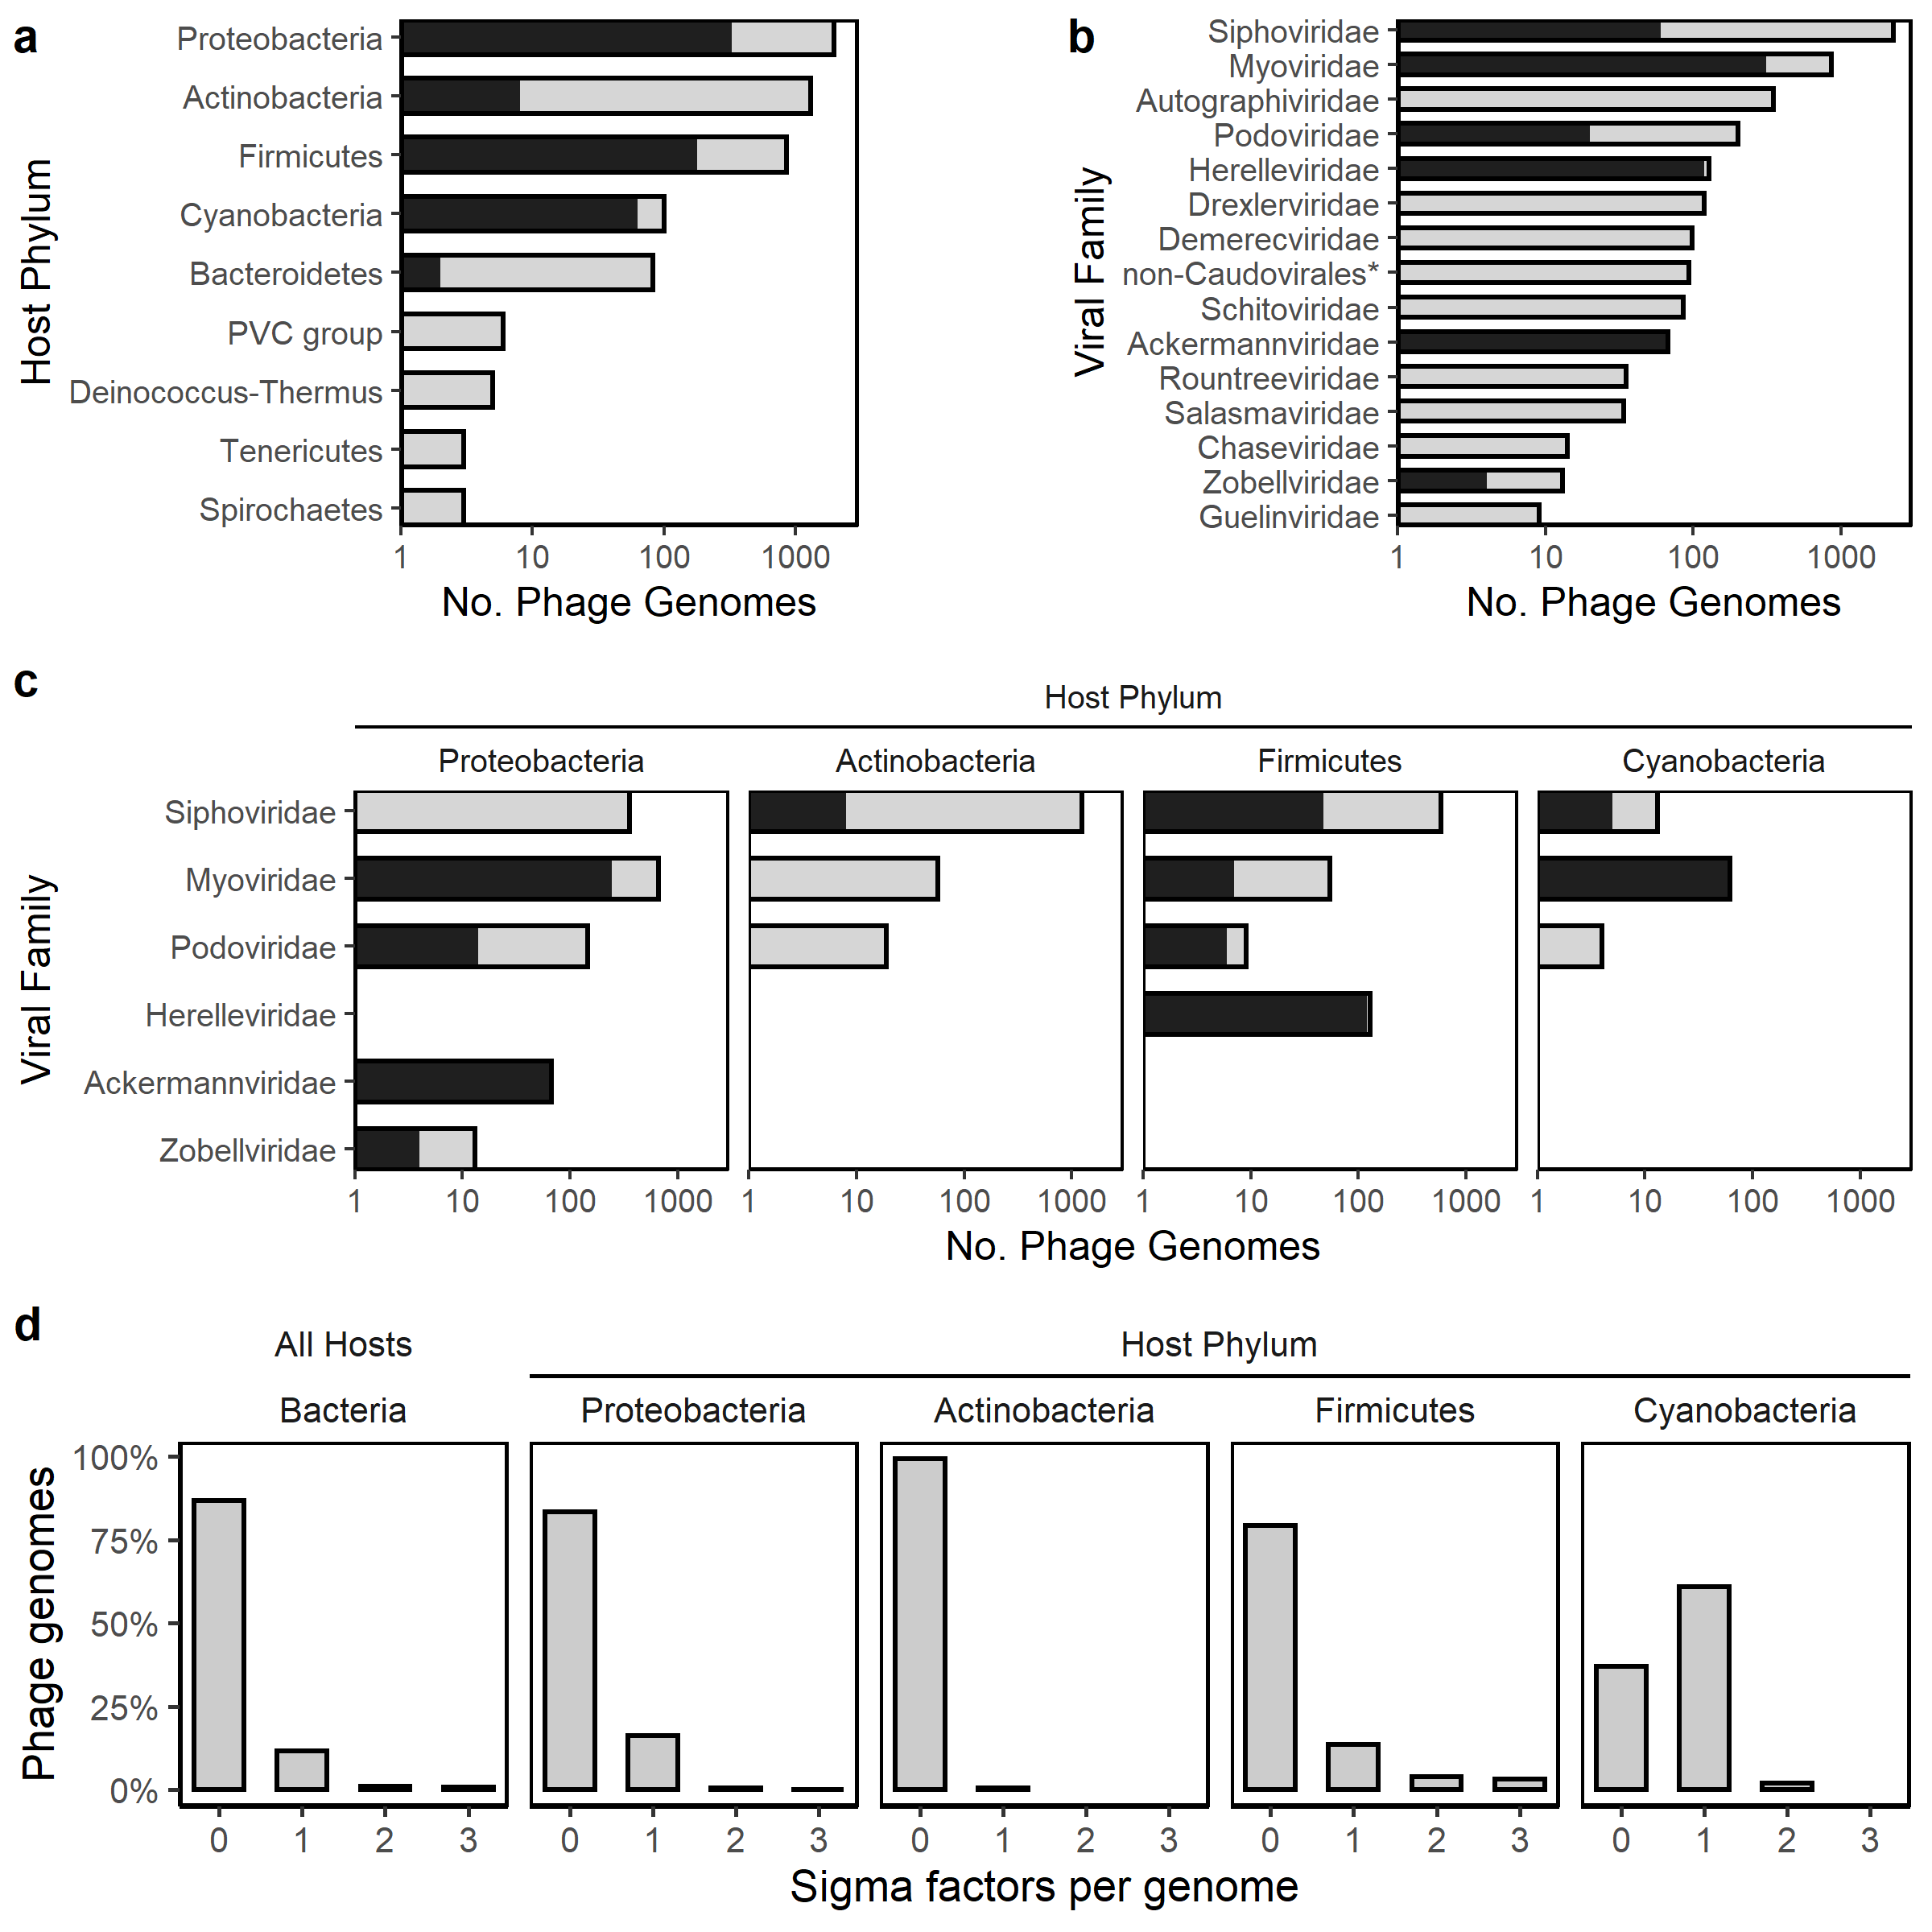 a
Proteobacteria
Actinobacteria
Firmicutes
Cyanobacteria
Bacteroidetes
PVC group
Deinococcus-Thermus
Tenericutes
Spirochaetes
Host Phylum
1 10 100 1000
No. Phage Genomes
b
Siphoviridae
Myoviridae
Autographiviridae
Podoviridae
Herelleviridae
Drexlerviridae
Demerecviridae
non-Caudovirales*
Schitoviridae
Ackermannviridae
Rountreeviridae
Salasmaviridae
Chaseviridae
Zobellviridae
Guelinviridae
Viral Family
1 10 100 1000
No. Phage Genomes
c
Host Phylum
Proteobacteria Actinobacteria Firmicutes Cyanobacteria
Siphoviridae
Myoviridae
Podoviridae
Herelleviridae
Ackermannviridae
Zobellviridae
Viral Family
1 10 100 1000 1 10 100 1000 1 10 100 1000 1 10 100 1000
No. Phage Genomes
d
All Hosts Host Phylum
Bacteria Proteobacteria Actinobacteria Firmicutes Cyanobacteria
100%
75%
50%
25%
0%
Phage genomes
0 1 2 3 0 1 2 3 0 1 2 3 0 1 2 3 0 1 2 3
Sigma factors per genome